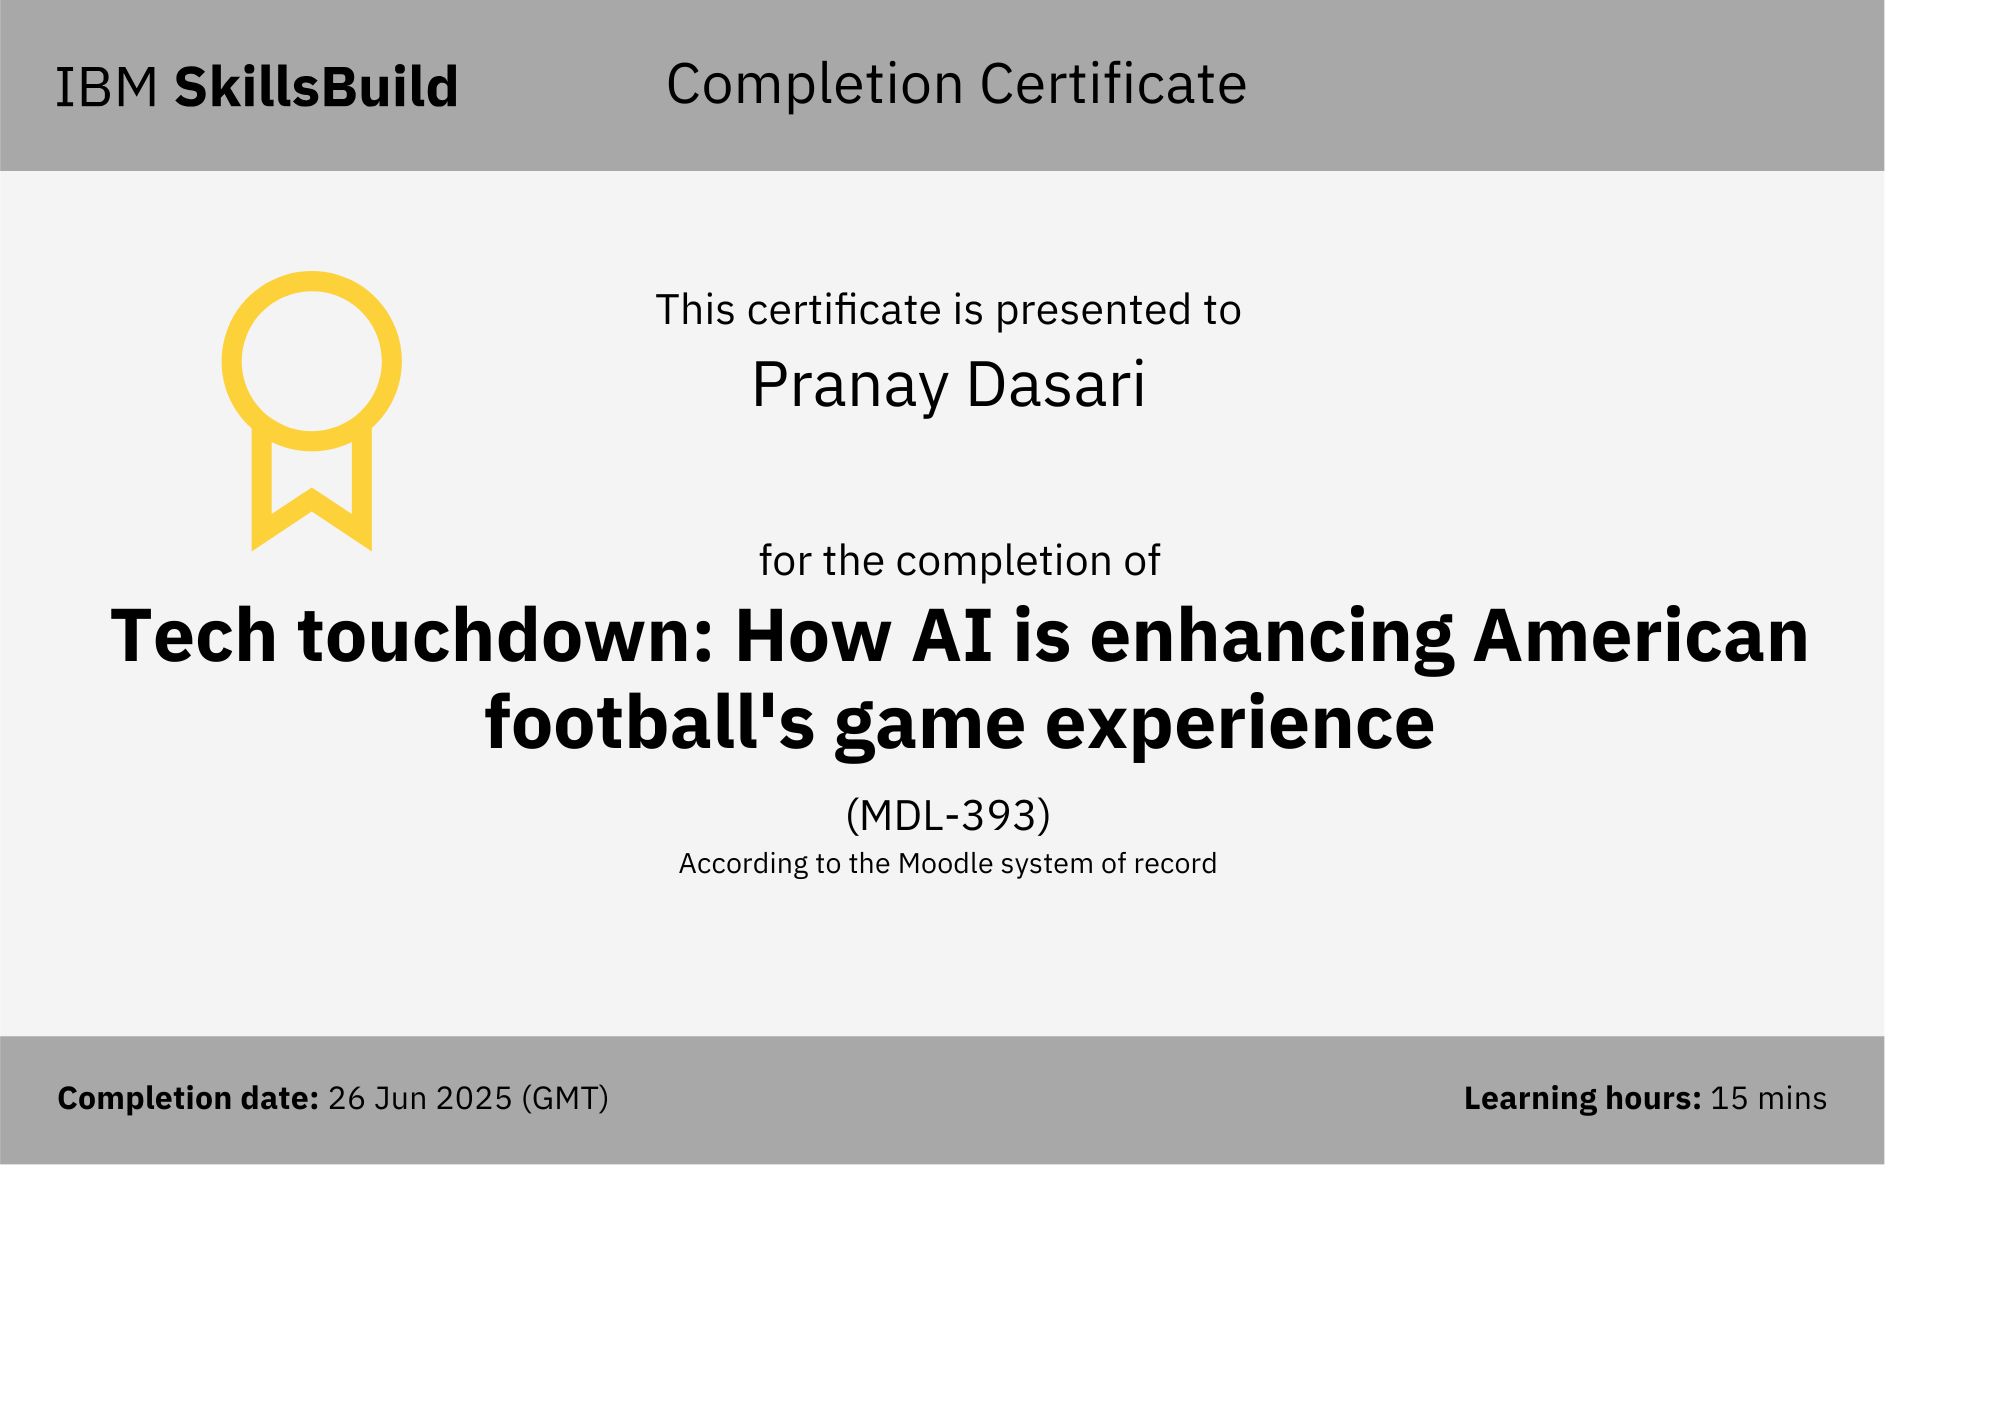 IBM SkillsBuild
Completion Certificate
This certificate is presented to
Pranay Dasari
for the completion of
Tech touchdown: How AI is enhancing American
football's game experience
(MDL-393)
According to the Moodle system of record
Completion date: 26 Jun 2025 (GMT)
Learning hours: 15 mins